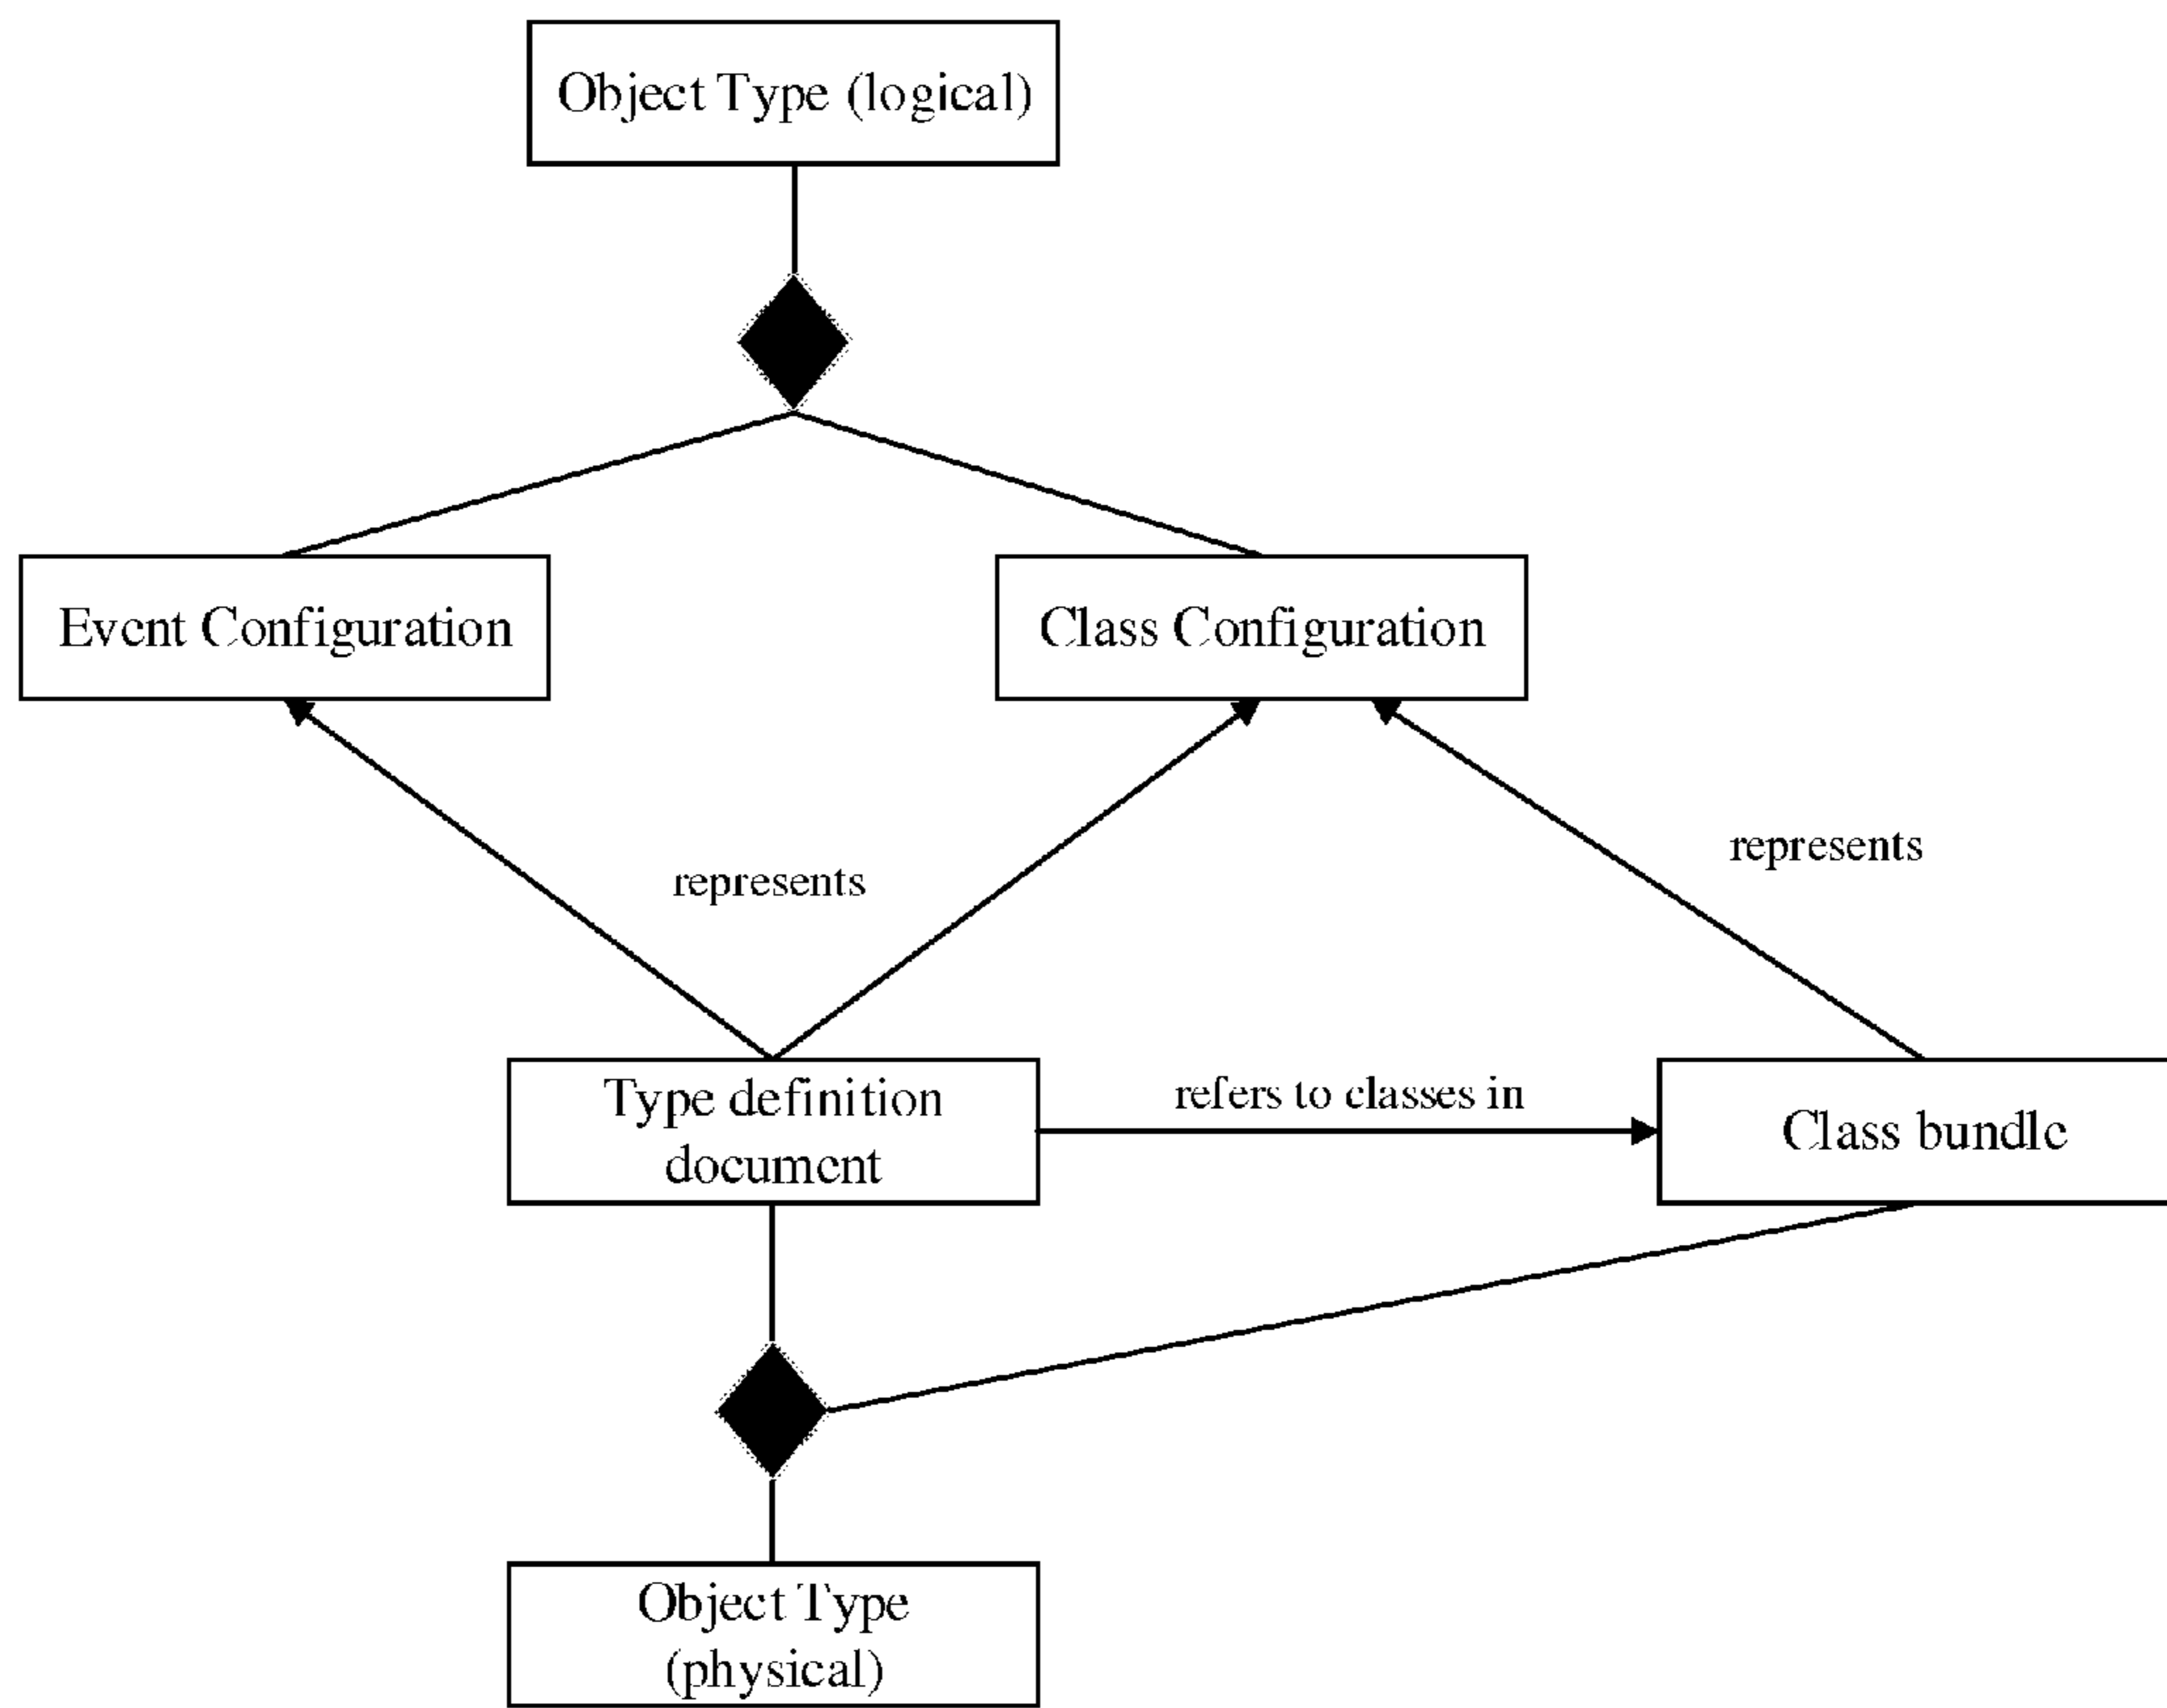 Object Type (logical)
Event Configuration
Class Configuration
represents
represents
Type definition
document
refers to classes in
Class bundle
Object Type
(physical)